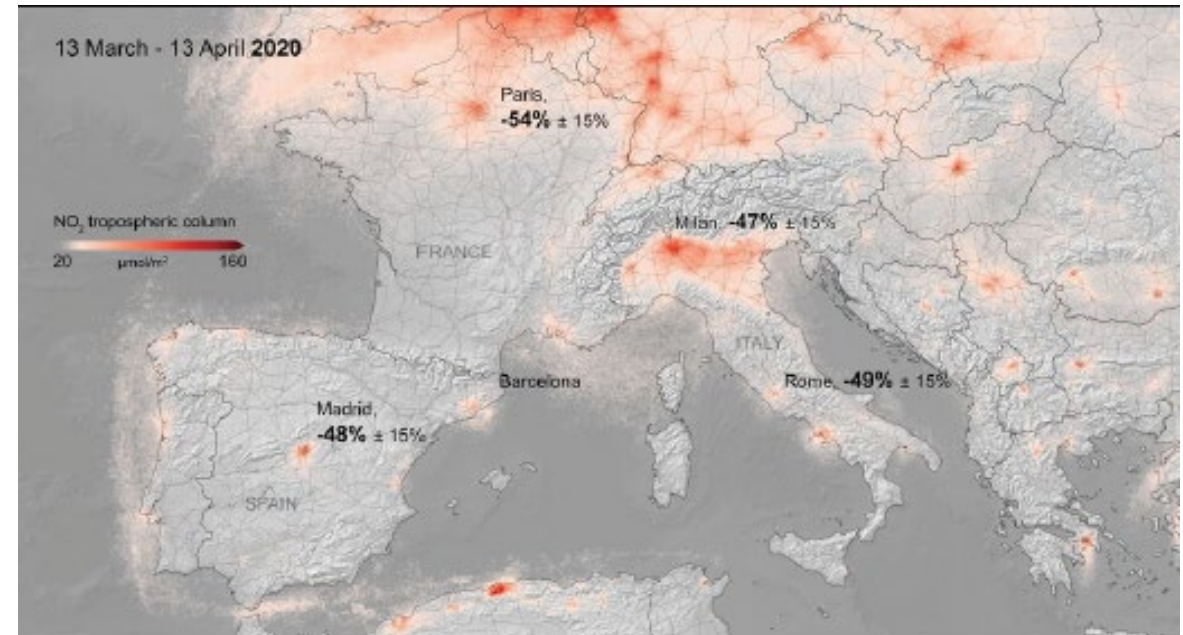 13 March - 13 April 2020
Paris,
-54% ± 15%
NO₂ tropospheric column
20 µmol/m² 160
FRANCE
Milan, -47% ± 15%
ITALY
Barcelona
Rome, -49% ± 15%
Madrid,
-48% ± 15%
SPAIN